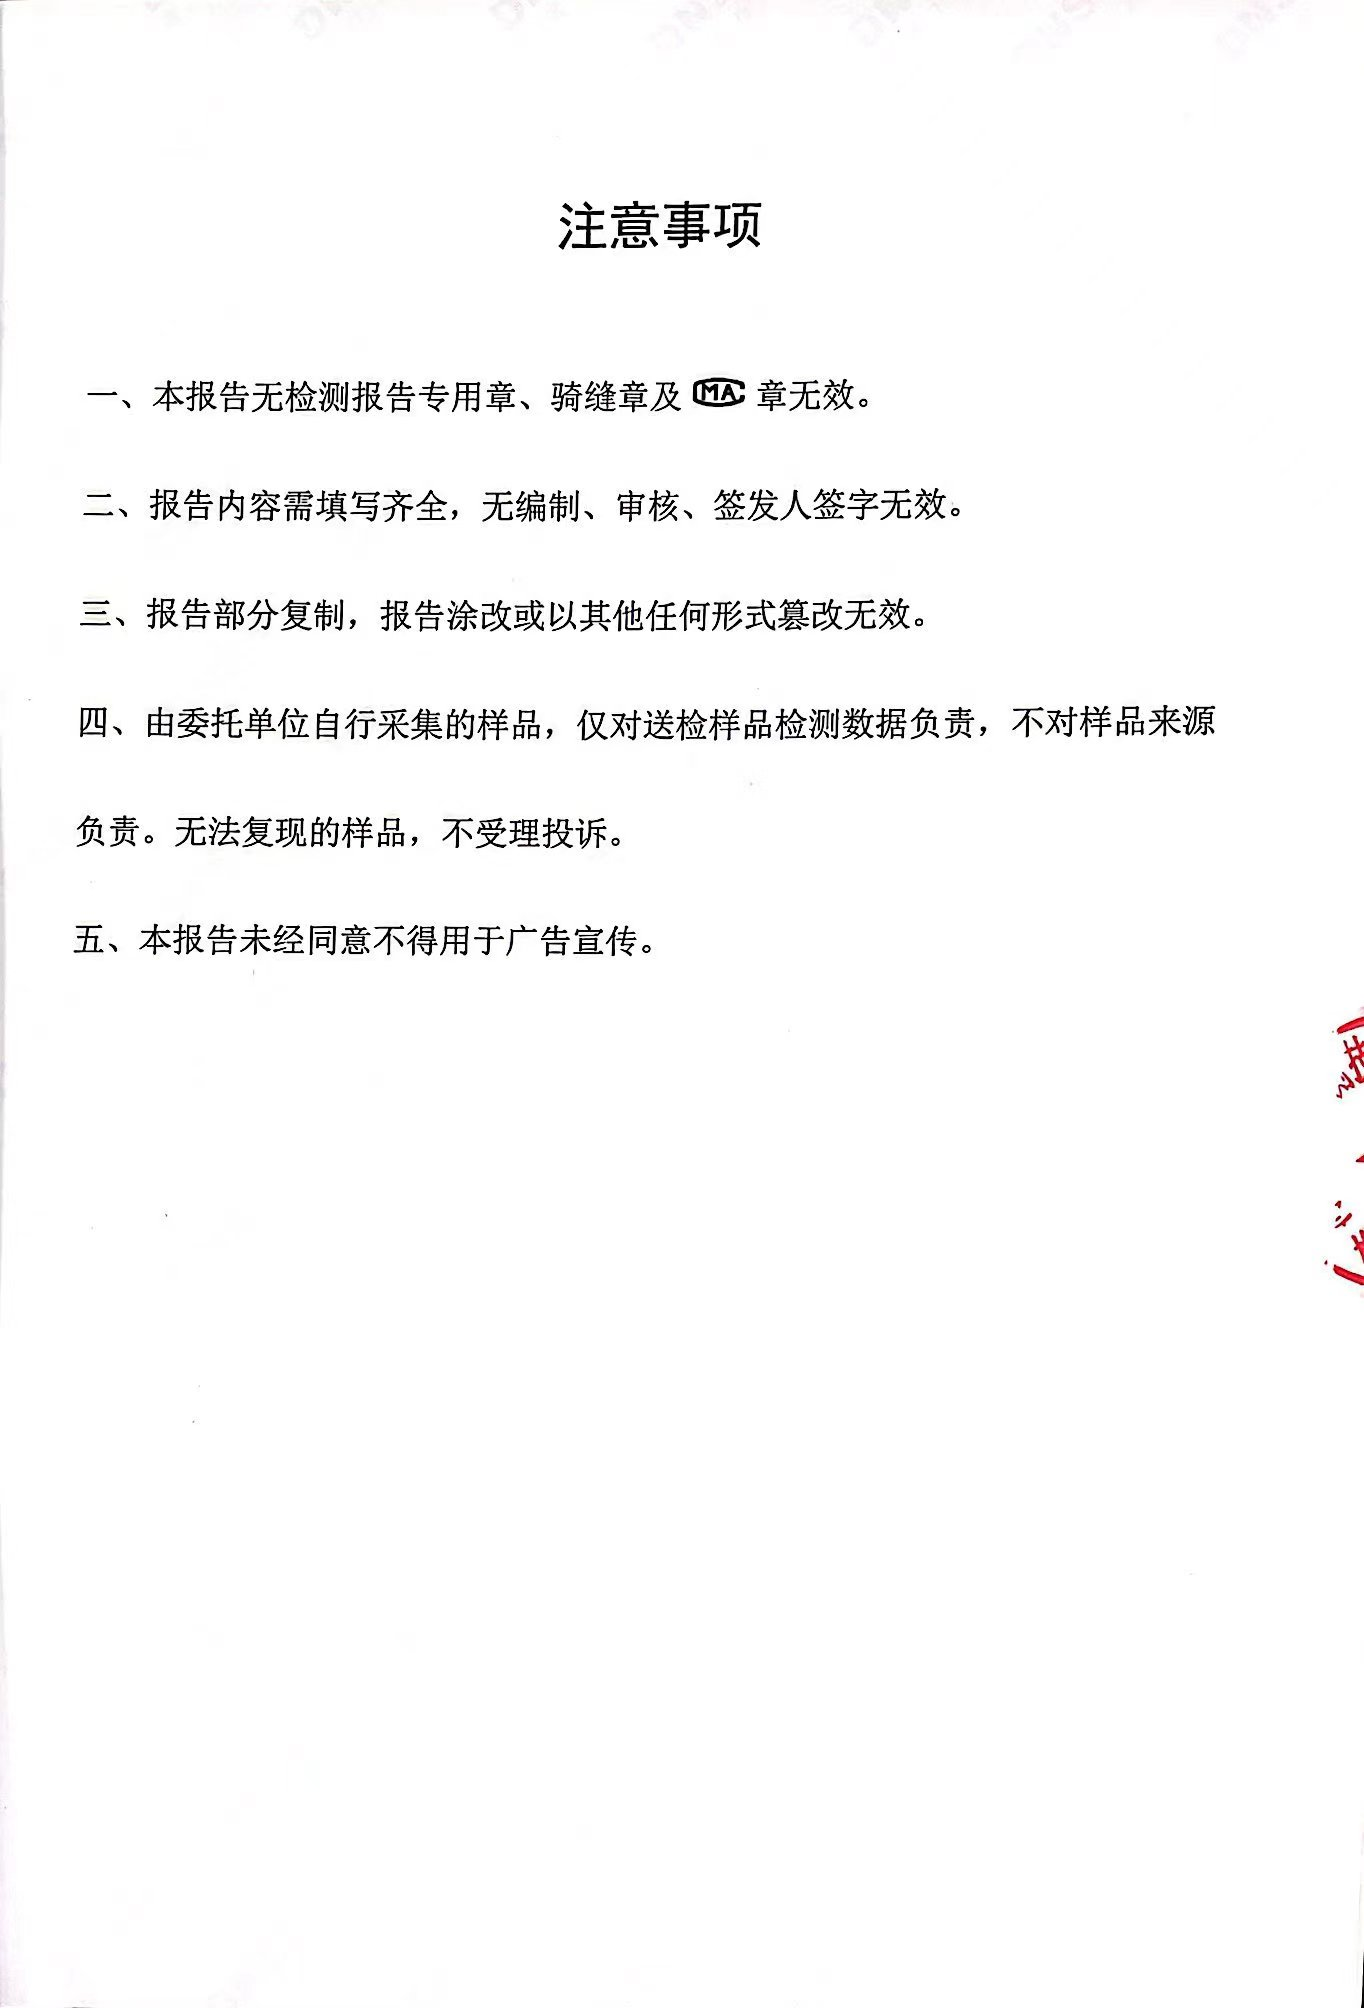 注意事项
一、本报告无检测报告专用章、骑缝章及 MA 章无效。
二、报告内容需填写齐全，无编制、审核、签发人签字无效。
三、报告部分复制，报告涂改或以其他任何形式篡改无效。
四、由委托单位自行采集的样品，仅对送检样品检测数据负责，不对样品来源
负责。无法复现的样品，不受理投诉。
五、本报告未经同意不得用于广告宣传。